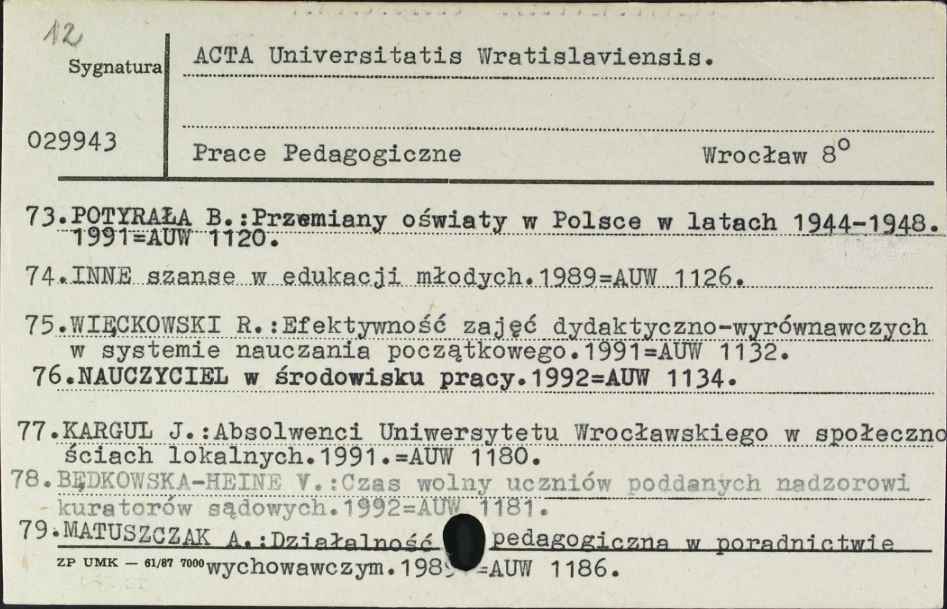 12
Sygnatura
ACTA Universitatis Wratislaviensis.
029943
Prace Pedagogiczne Wrocław 8°
73.POTYRAŁA B.:Przemiany oświaty w Polsce w latach 1944-1948.
1991=AUW 1120.
74.INNE szanse w edukacji młodych.1989=AUW 1126.
75.WIĘCKOWSKI R.:Efektywność zajęć dydaktyczno-wyrównawczych
w systemie nauczania początkowego.1991=AUW 1132.
76.NAUCZYCIEL w środowisku pracy.1992=AUW 1134.
77.KARGUL J.:Absolwenci Uniwersytetu Wrocławskiego w społeczno
ściach lokalnych.1991.=AUW 1180.
78.BĘDKOWSKA-HEINE V.:Czas wolny uczniów poddanych nadzorowi
kuratorów sądowych.1992=AUW 1181.
79.MATUSZCZAK A.:Działalność pedagogiczna w poradnictwie
ZP UMK — 61/87 7000 wychowawczym.198 =AUW 1186.